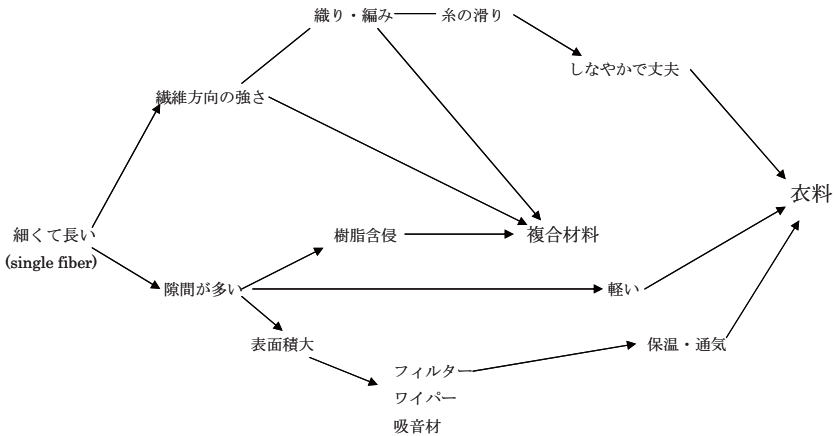 織り・編み
糸の滑り
しなやかで丈夫
繊維方向の強さ
衣料
細くて長い
(single fiber)
樹脂含侵
複合材料
隙間が多い
軽い
表面積大
保温・通気
フィルター
ワイパー
吸音材